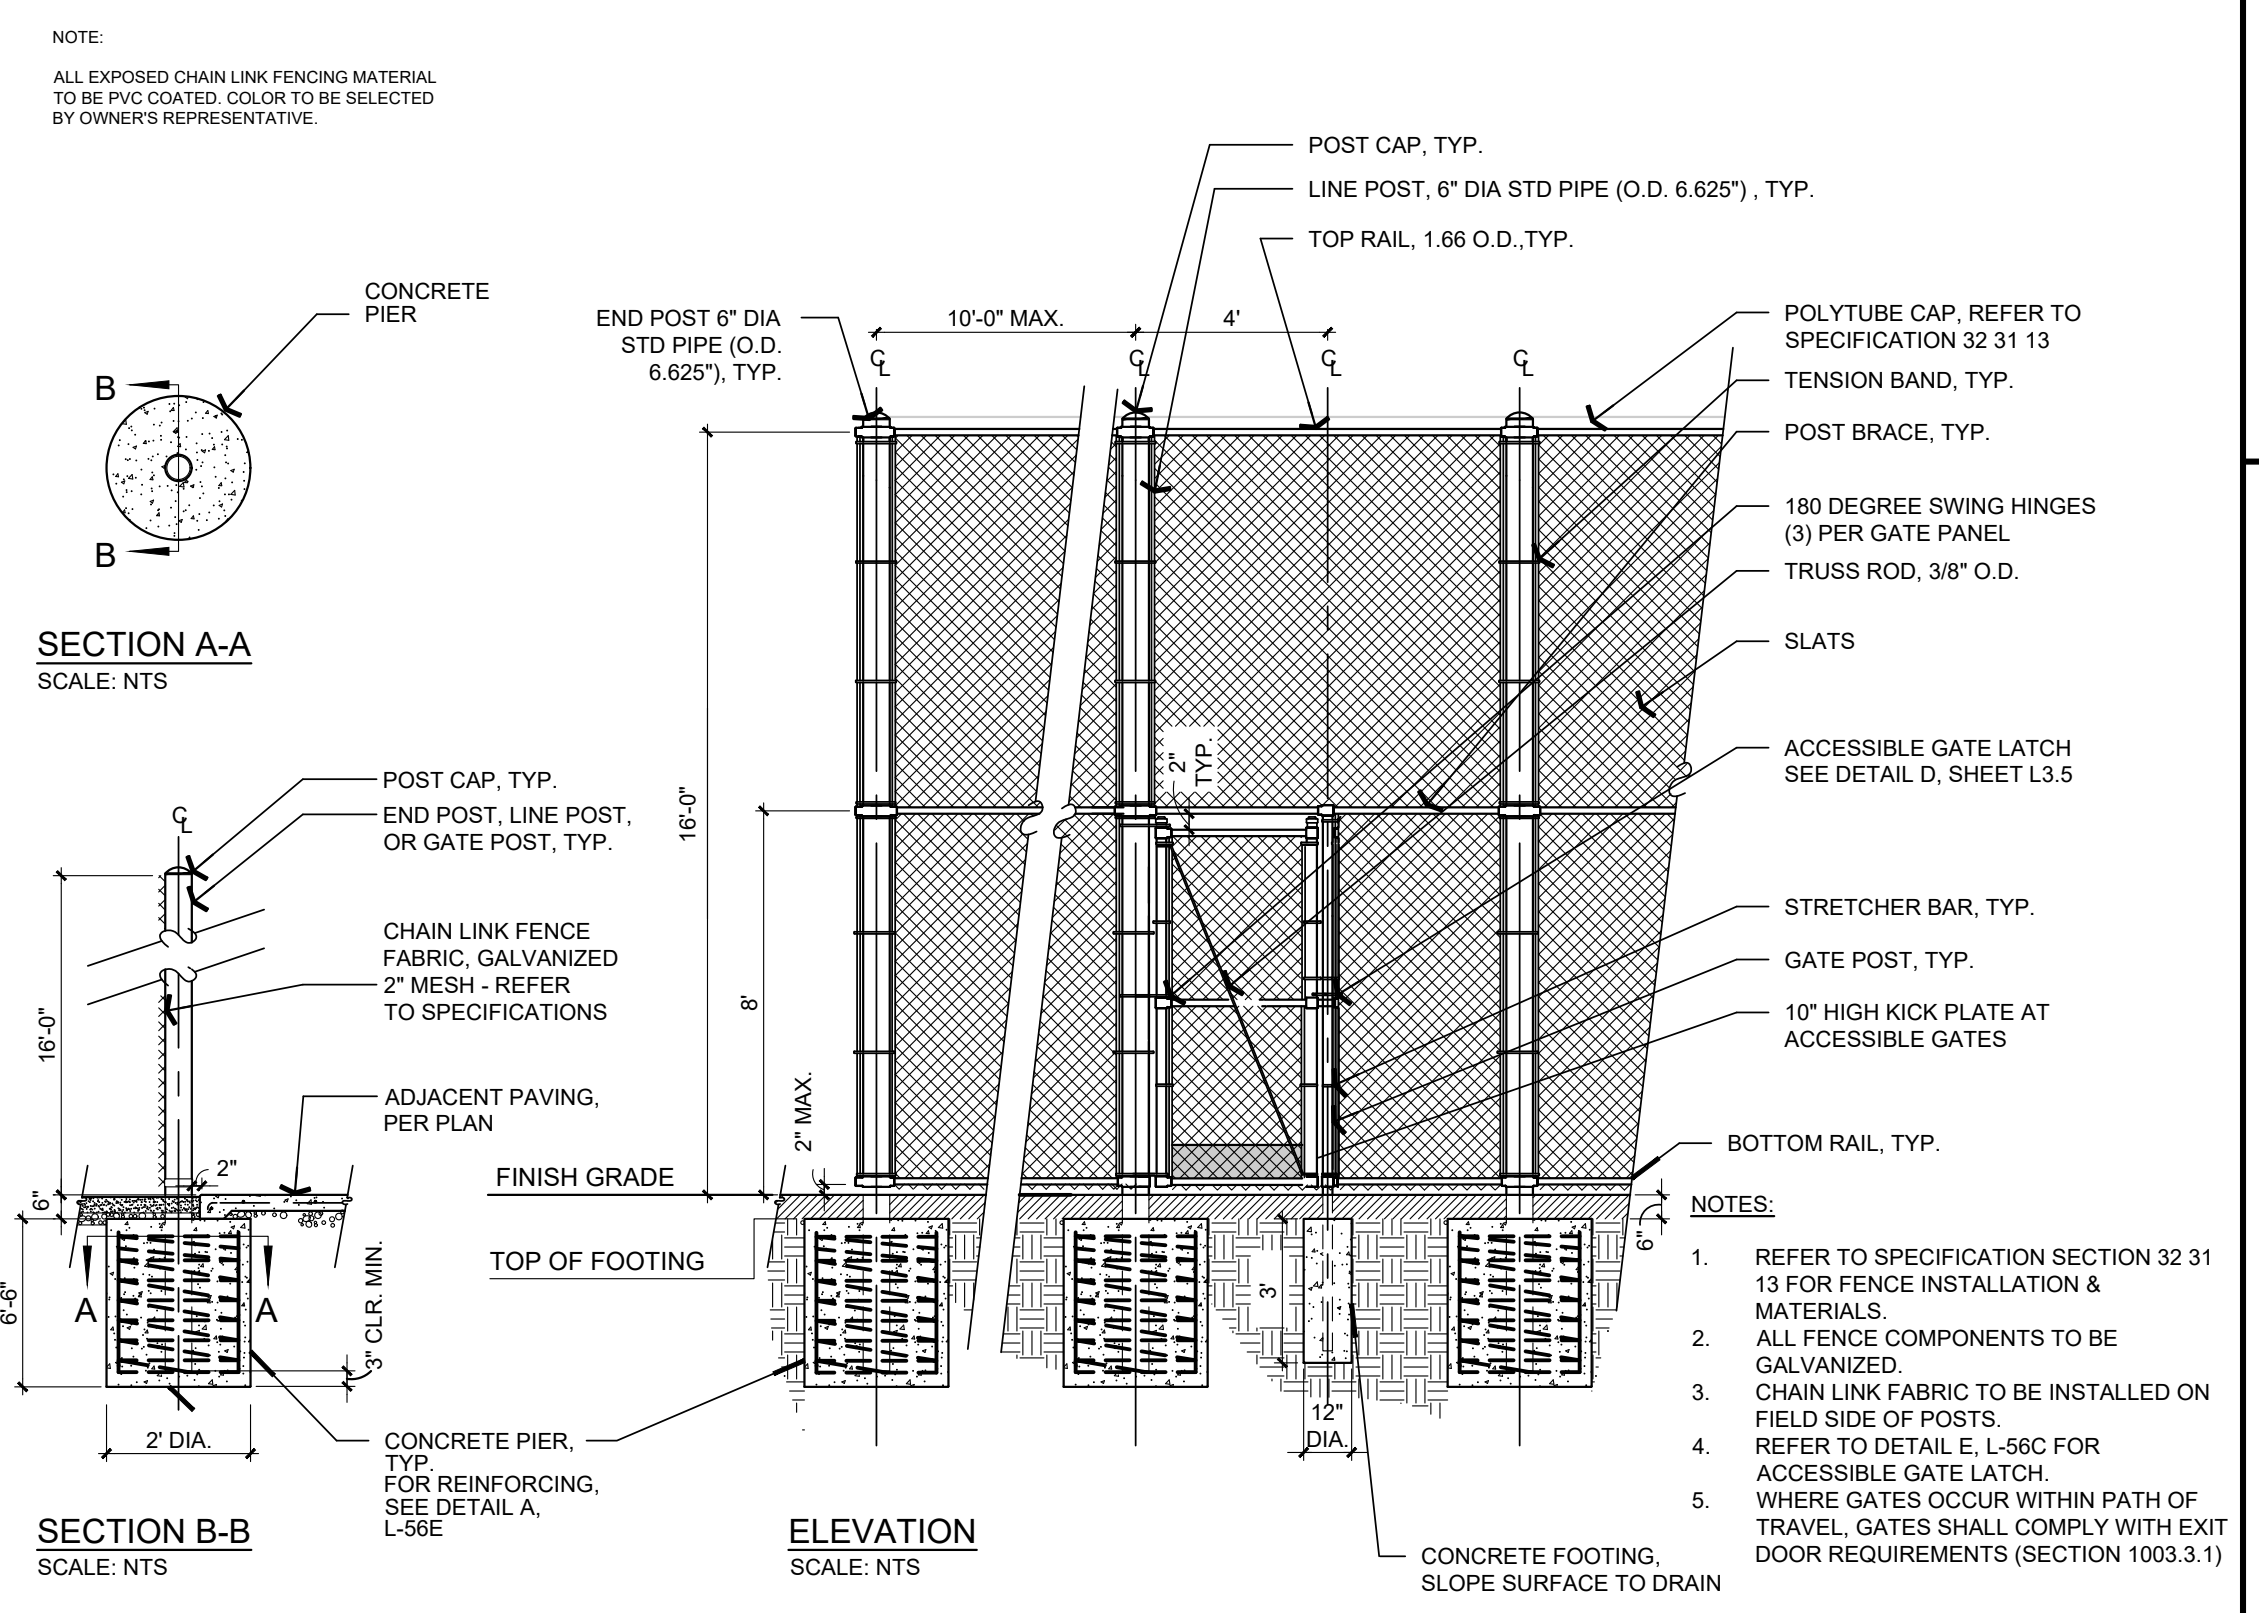 NOTE:
ALL EXPOSED CHAIN LINK FENCING MATERIAL
TO BE PVC COATED. COLOR TO BE SELECTED
BY OWNER'S REPRESENTATIVE.
CONCRETE
PIER
B
B
SECTION A-A
SCALE: NTS
POST CAP, TYP.
END POST, LINE POST,
OR GATE POST, TYP.
CHAIN LINK FENCE
FABRIC, GALVANIZED
2" MESH - REFER
TO SPECIFICATIONS
ADJACENT PAVING,
PER PLAN
CL
16'-0"
2"
6"
6'-6"
A
A
3" CLR. MIN.
2' DIA.
CONCRETE PIER,
TYP.
FOR REINFORCING,
SEE DETAIL A,
L-56E
SECTION B-B
SCALE: NTS
POST CAP, TYP.
LINE POST, 6" DIA STD PIPE (O.D. 6.625") , TYP.
TOP RAIL, 1.66 O.D.,TYP.
END POST 6" DIA
STD PIPE (O.D.
6.625"), TYP.
10'-0" MAX.
4'
CL
CL
CL
CL
16'-0"
8'
2"
TYP.
2" MAX.
FINISH GRADE
TOP OF FOOTING
3'
12"
DIA.
6"
POLYTUBE CAP, REFER TO
SPECIFICATION 32 31 13
TENSION BAND, TYP.
POST BRACE, TYP.
180 DEGREE SWING HINGES
(3) PER GATE PANEL
TRUSS ROD, 3/8" O.D.
SLATS
ACCESSIBLE GATE LATCH
SEE DETAIL D, SHEET L3.5
STRETCHER BAR, TYP.
GATE POST, TYP.
10" HIGH KICK PLATE AT
ACCESSIBLE GATES
BOTTOM RAIL, TYP.
ELEVATION
SCALE: NTS
CONCRETE FOOTING,
SLOPE SURFACE TO DRAIN
NOTES:
1. REFER TO SPECIFICATION SECTION 32 31
13 FOR FENCE INSTALLATION &
MATERIALS.
2. ALL FENCE COMPONENTS TO BE
GALVANIZED.
3. CHAIN LINK FABRIC TO BE INSTALLED ON
FIELD SIDE OF POSTS.
4. REFER TO DETAIL E, L-56C FOR
ACCESSIBLE GATE LATCH.
5. WHERE GATES OCCUR WITHIN PATH OF
TRAVEL, GATES SHALL COMPLY WITH EXIT
DOOR REQUIREMENTS (SECTION 1003.3.1)